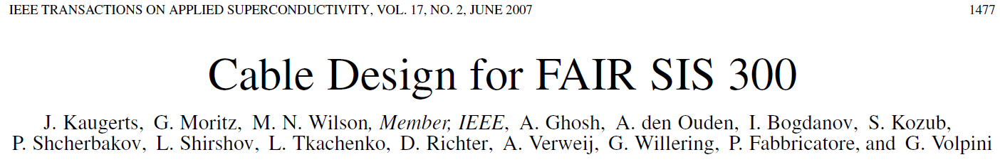 IEEE TRANSACTIONS ON APPLIED SUPERCONDUCTIVITY, VOL. 17, NO. 2, JUNE 2007 1477
Cable Design for FAIR SIS 300
J. Kaugerts, G. Moritz, M. N. Wilson, Member, IEEE, A. Ghosh, A. den Ouden, I. Bogdanov, S. Kozub,
P. Shcherbakov, L. Shirshov, L. Tkachenko, D. Richter, A. Verweij, G. Willering, P. Fabbricatore, and G. Volpini